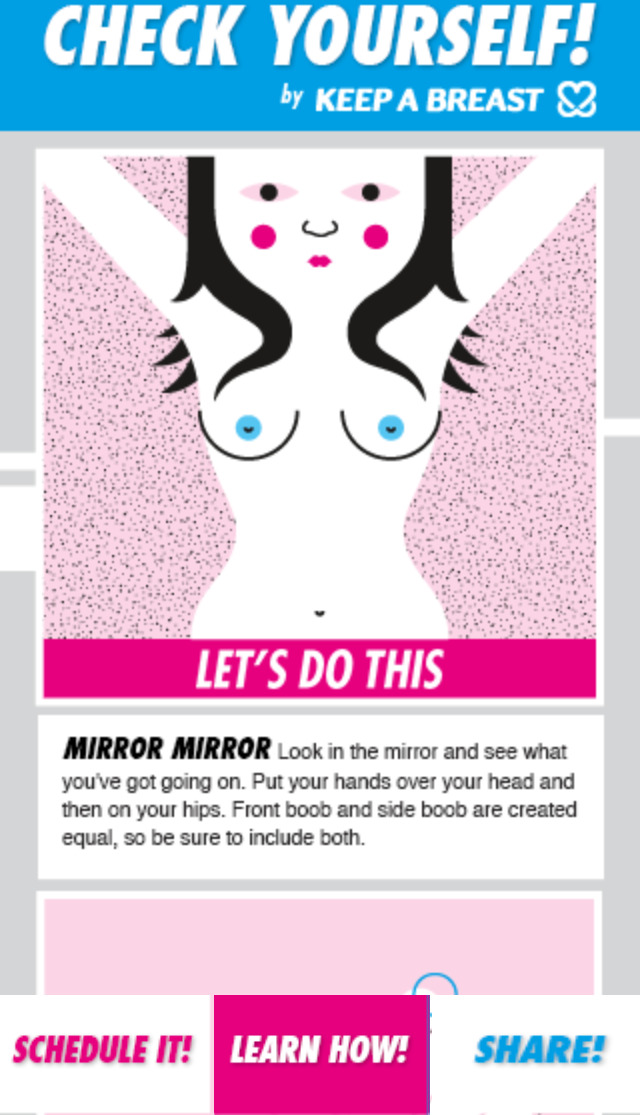 CHECK YOURSELF!
by KEEP A BREAST
LET'S DO THIS
MIRROR MIRROR Look in the mirror and see what
you've got going on. Put your hands over your head and
then on your hips. Front boob and side boob are created
equal, so be sure to include both.
SCHEDULE IT! LEARN HOW! SHARE!